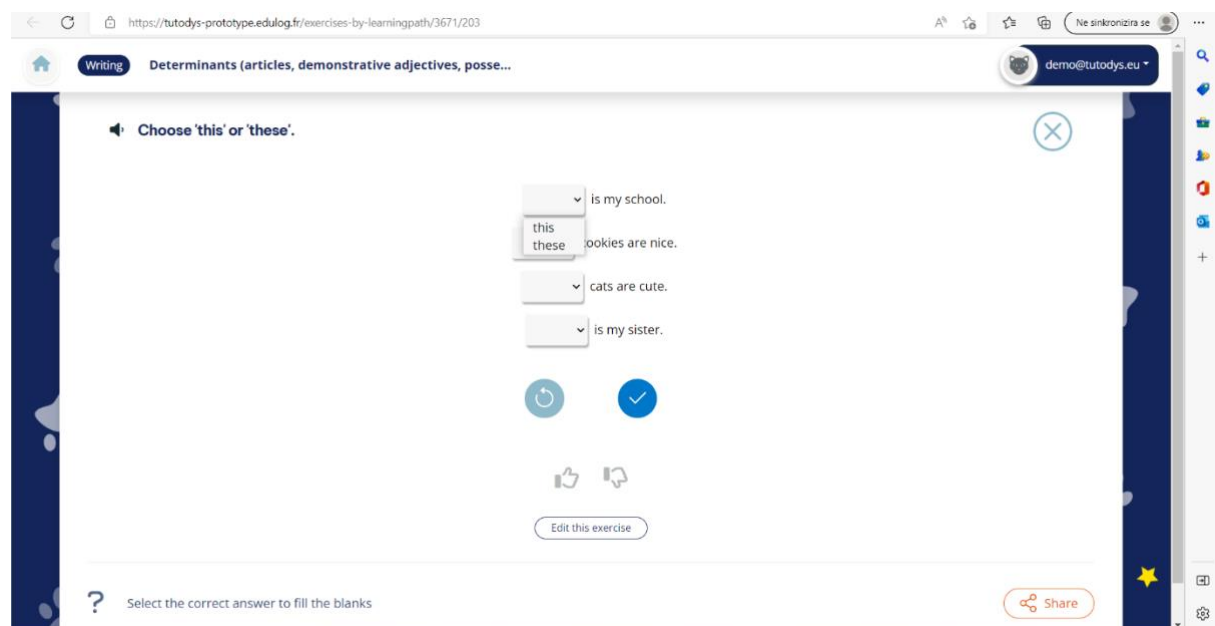 https://tutodys-prototype.edulog.fr/exercises-by-learningpath/3671/203
Ne sinkronizira se
Writing
Determinants (articles, demonstrative adjectives, posse...
demo@tutodys.eu
Choose 'this' or 'these'.
is my school.
this
these
ookies are nice.
cats are cute.
is my sister.
Edit this exercise
? Select the correct answer to fill the blanks
Share